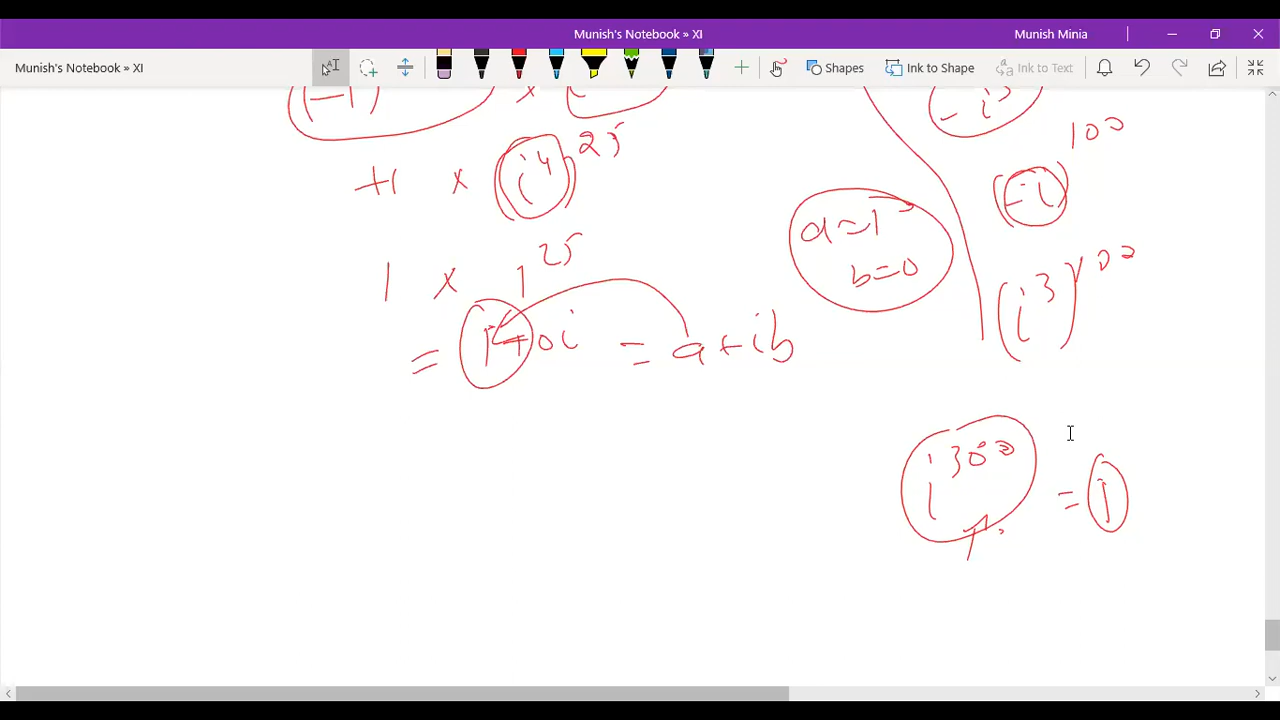 Munish's Notebook » XI
Munish Minia
Munish's Notebook » XI
Shapes
Ink to Shape
Ink to Text
(-1) x (i
+1 x (i⁴)²⁵
1 x 1²⁵
= 1+0i = a+ib
a=1
b=0
-i³
(-i)¹⁰⁰
(i³)¹⁰⁰
i³⁰⁰ = 1